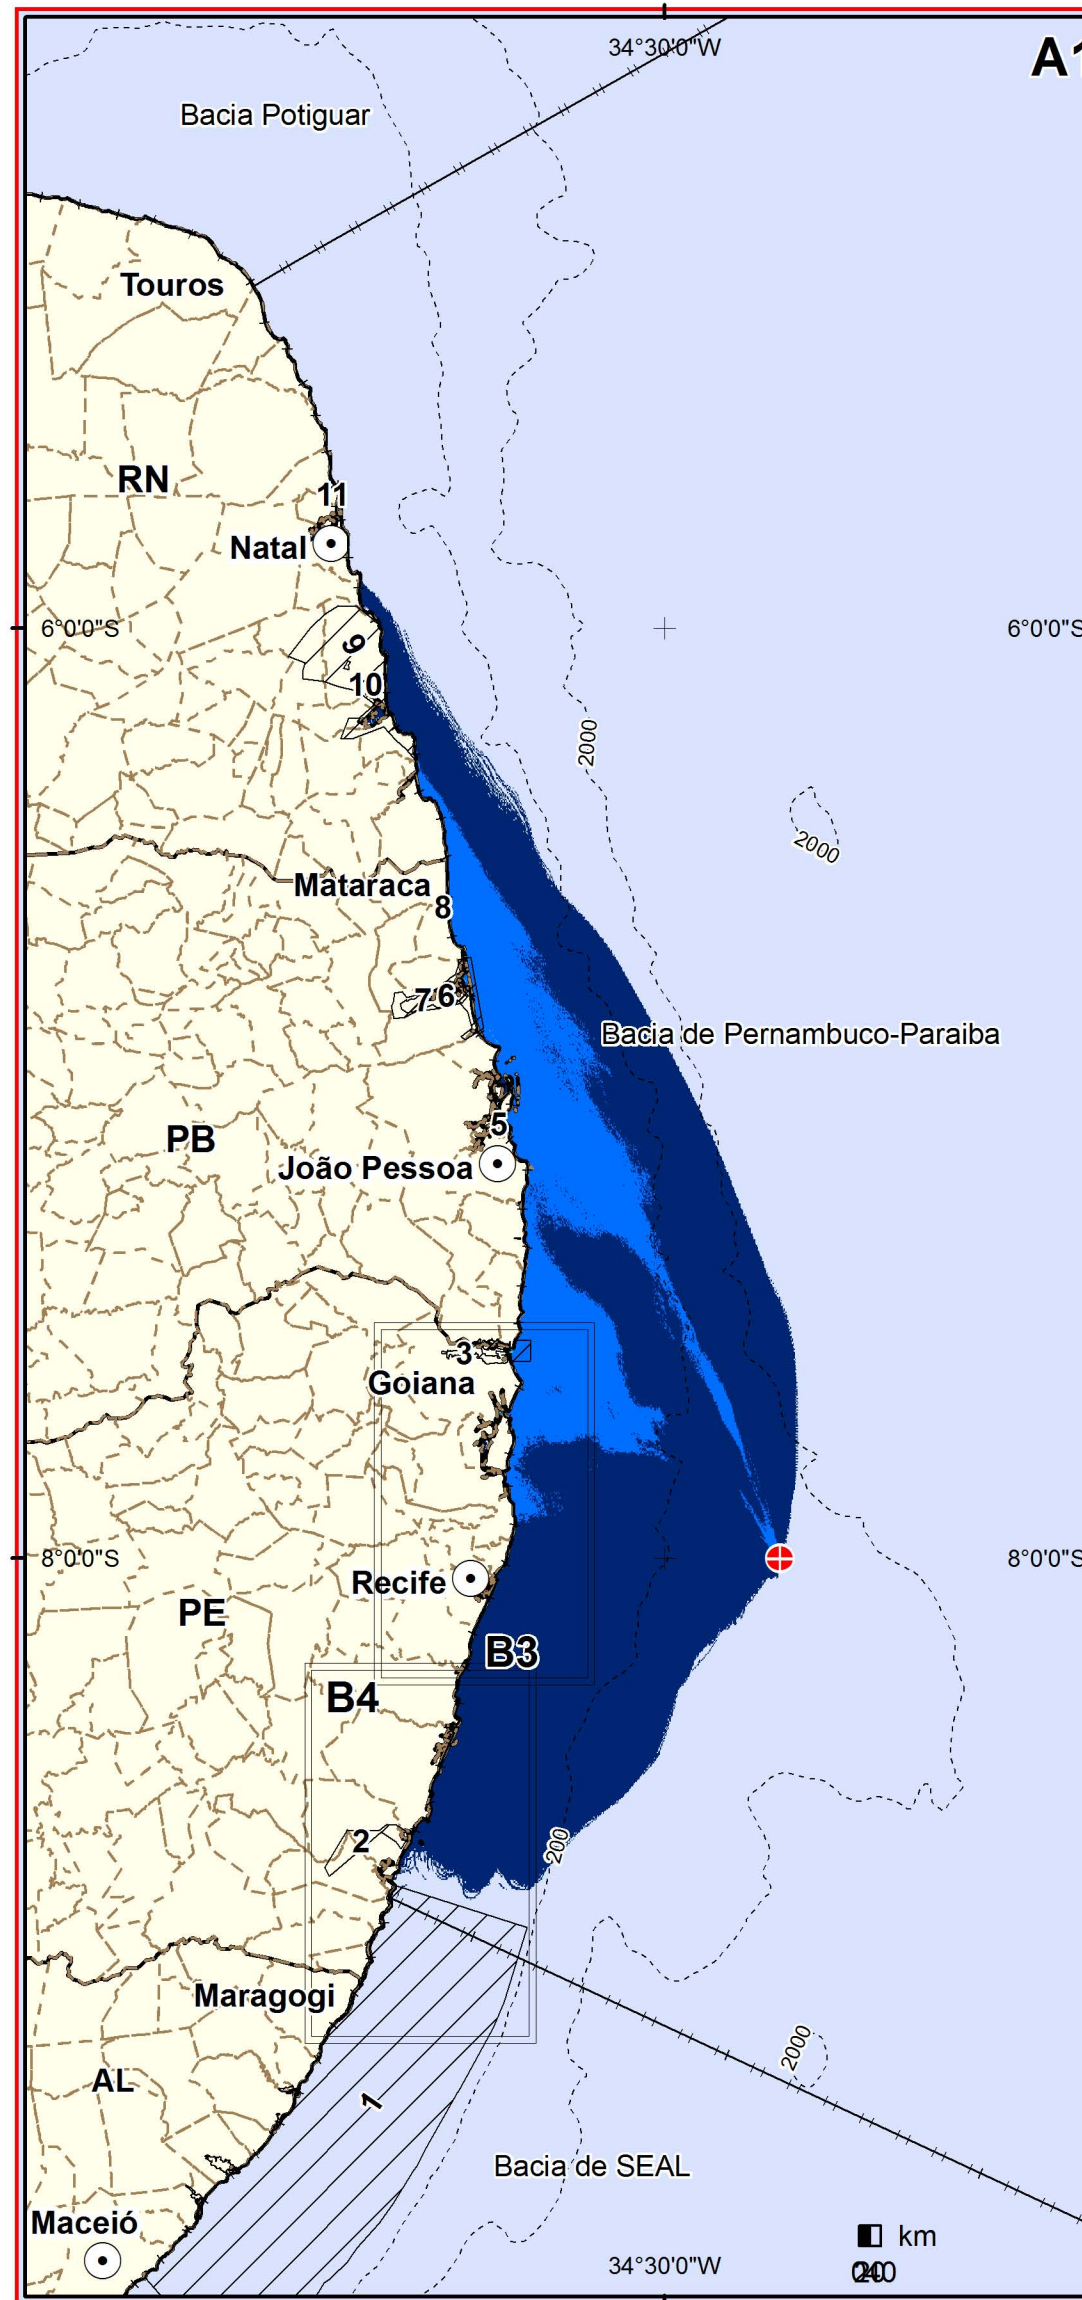 34°30'0"W
A1
Bacia Potiguar
Touros
RN
11
Natal
6°0'0"S
6°0'0"S
9
10
2000
2000
Mataraca
8
7
6
Bacia de Pernambuco-Paraiba
5
PB
João Pessoa
3
Goiana
8°0'0"S
8°0'0"S
Recife
PE
B3
B4
2
200
Maragogi
2000
AL
1
Bacia de SEAL
Maceió
34°30'0"W
km